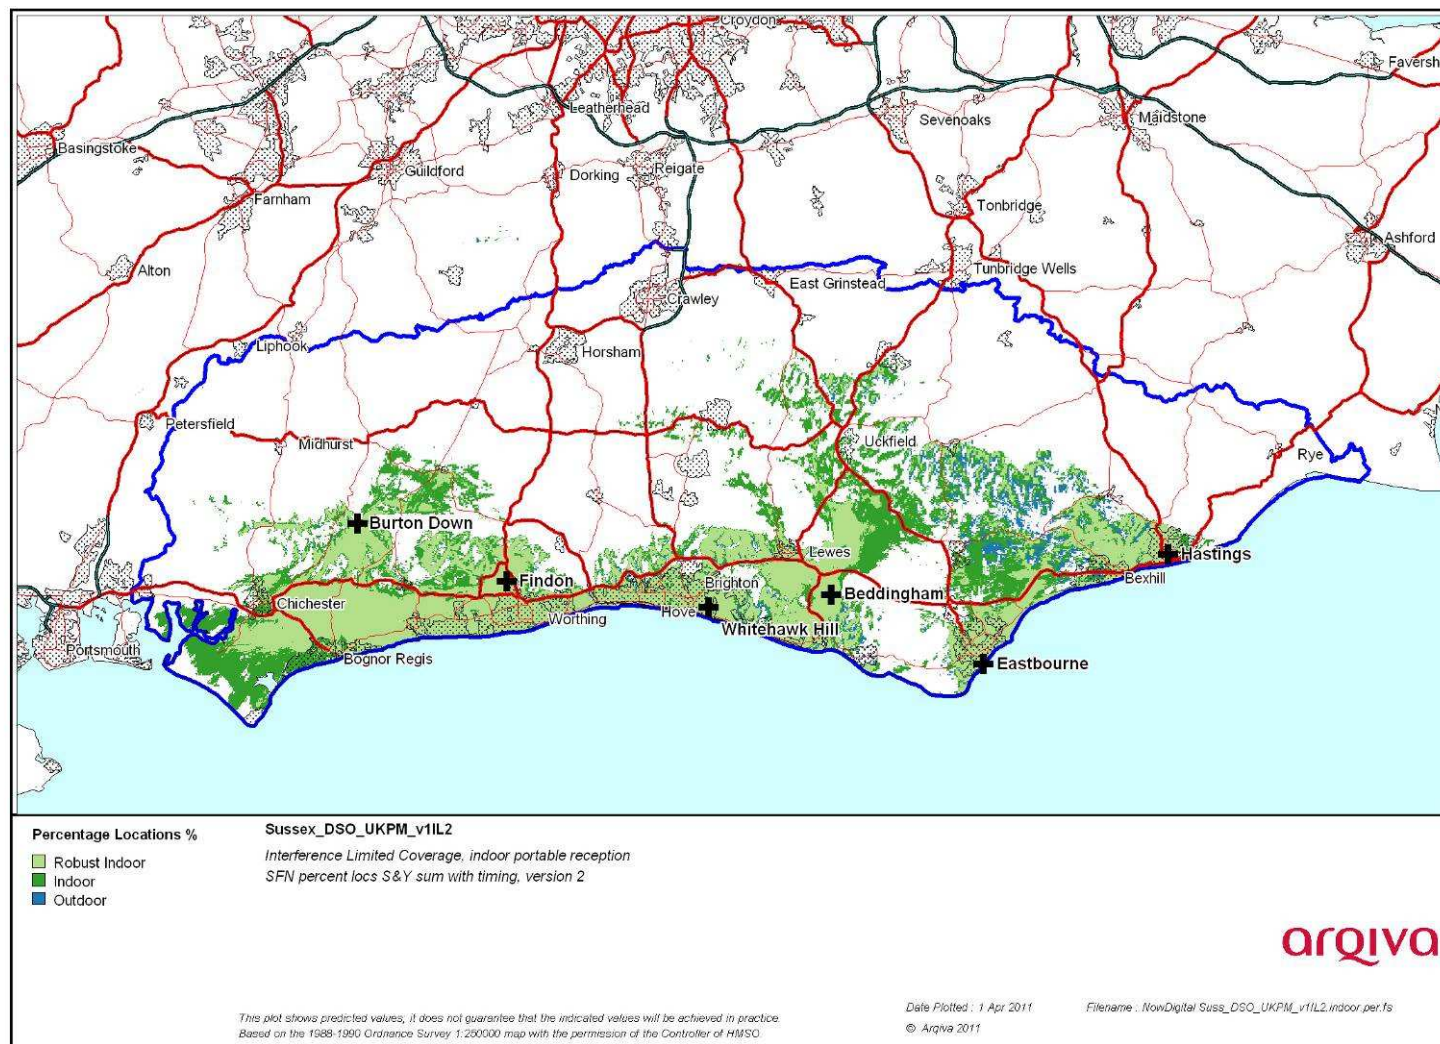 Croydon
Faversh
Leatherhead
Sevenoaks
Maidstone
Basingstoke
Guildford
Dorking
Reigate
Farnham
Tonbridge
Ashford
Alton
Tunbridge Wells
East Grinstead
Crawley
Liphook
Horsham
Petersfield
Midhurst
Uckfield
Rye
Burton Down
Lewes
Hastings
Findon
Brighton
Bexhill
Chichester
Beddingham
Worthing
Hove
Whitehawk Hill
Portsmouth
Bognor Regis
Eastbourne
Percentage Locations %
Robust Indoor
Indoor
Outdoor
Sussex_DSO_UKPM_v1IL2
Interference Limited Coverage, indoor portable reception
SFN percent locs S&Y sum with timing, version 2
arqiva
This plot shows predicted values; it does not guarantee that the indicated values will be achieved in practice.
Based on the 1988-1990 Ordnance Survey 1:250000 map with the permission of the Controller of HMSO.
Date Plotted : 1 Apr 2011
© Arqiva 2011
Filename : NowDigital Suss_DSO_UKPM_v1IL2.indoor.per.fs